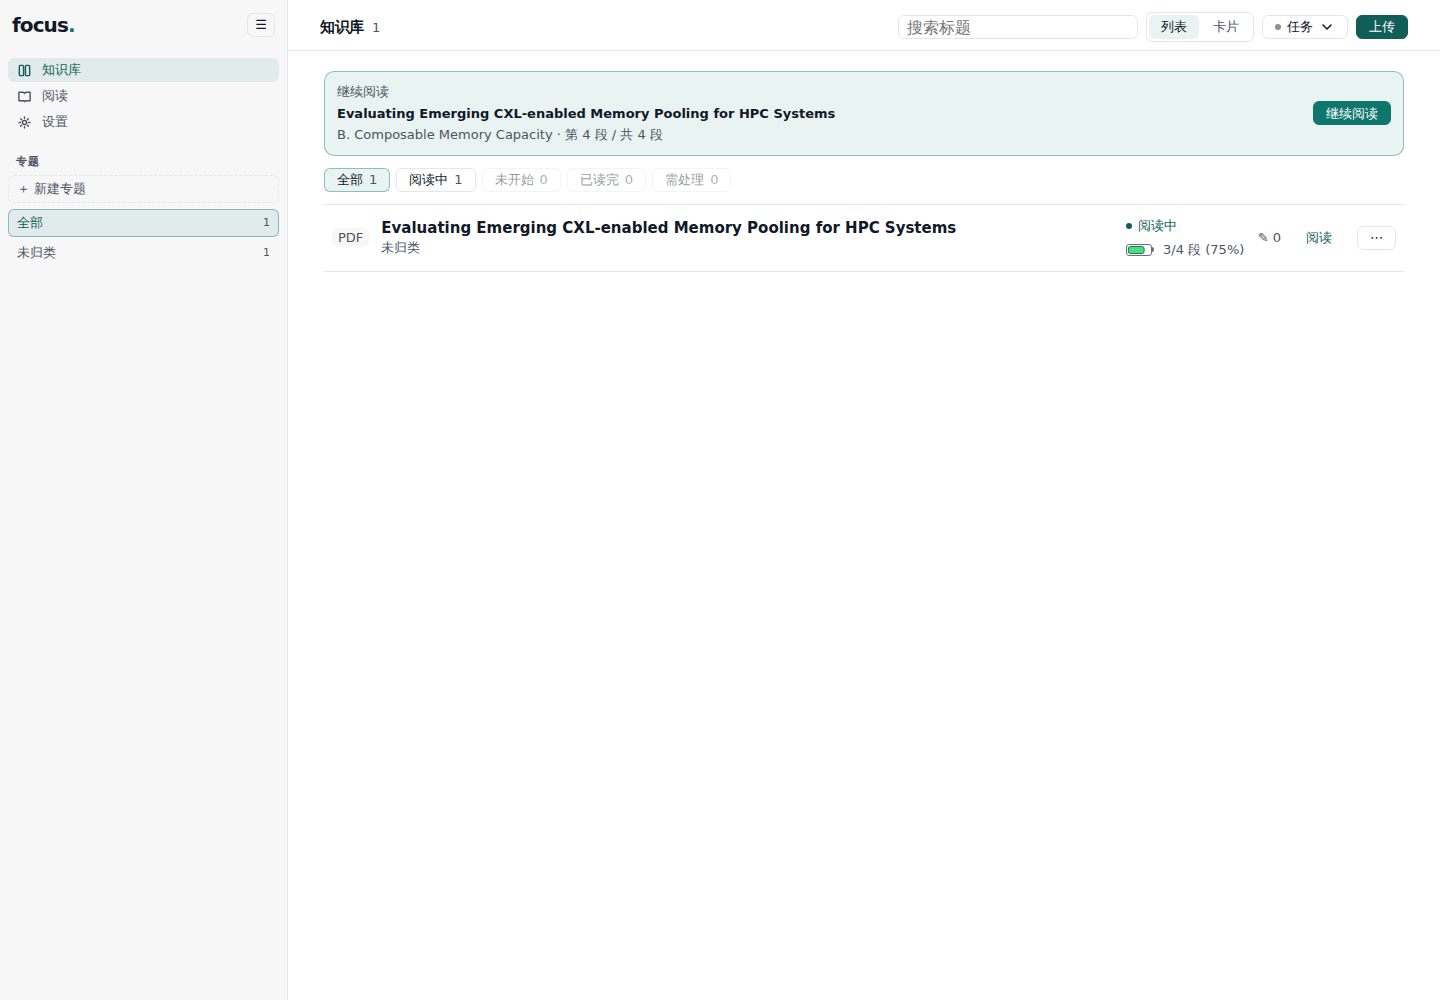 focus.
☰
知识库
阅读
设置
专题
+ 新建专题
全部 1
未归类 1
知识库 1
搜索标题
列表 卡片
任务
上传
继续阅读
Evaluating Emerging CXL-enabled Memory Pooling for HPC Systems
B. Composable Memory Capacity · 第 4 段 / 共 4 段
继续阅读
全部 1 阅读中 1 未开始 0 已读完 0 需处理 0
PDF
Evaluating Emerging CXL-enabled Memory Pooling for HPC Systems
未归类
阅读中
3/4 段 (75%)
✎ 0
阅读
⋯